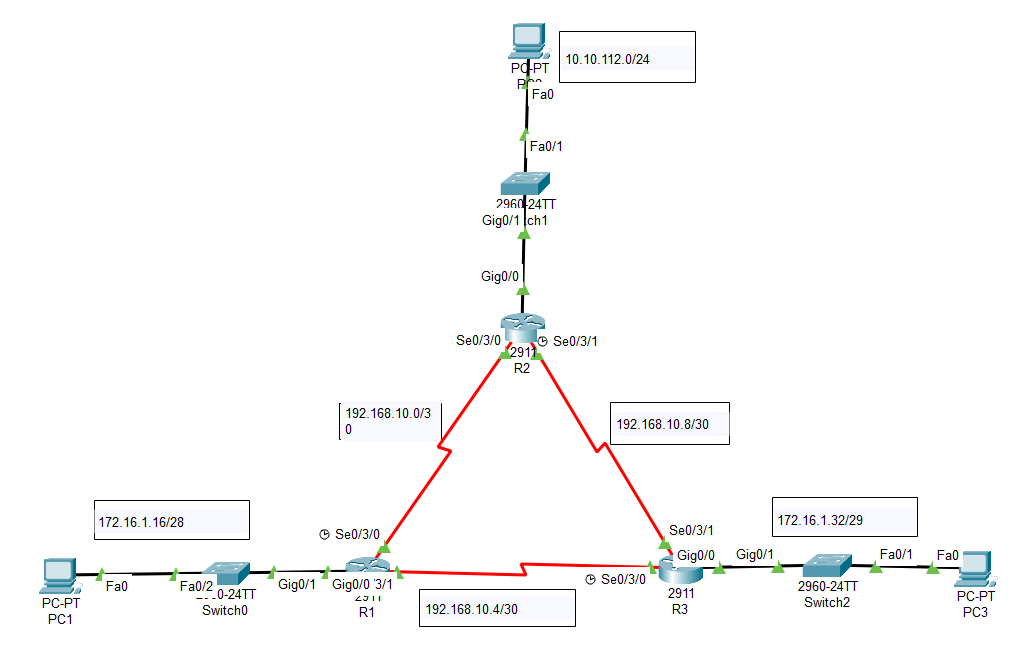 10.10.112.0/24
PC-PT
Fa0
Fa0/1
2960-24TT
Gig0/1
ch1
Gig0/0
Se0/3/0
Se0/3/1
2911
R2
192.168.10.0/3
0
192.168.10.8/30
172.16.1.16/28
172.16.1.32/29
Se0/3/0
Se0/3/1
Gig0/0
Gig0/1
Fa0/1
Fa0
PC-PT
PC1
Fa0
Fa0/2
-24TT
Switch0
Gig0/1
Gig0/0
3/1
R1
192.168.10.4/30
Se0/3/0
2911
R3
2960-24TT
Switch2
PC-PT
PC3